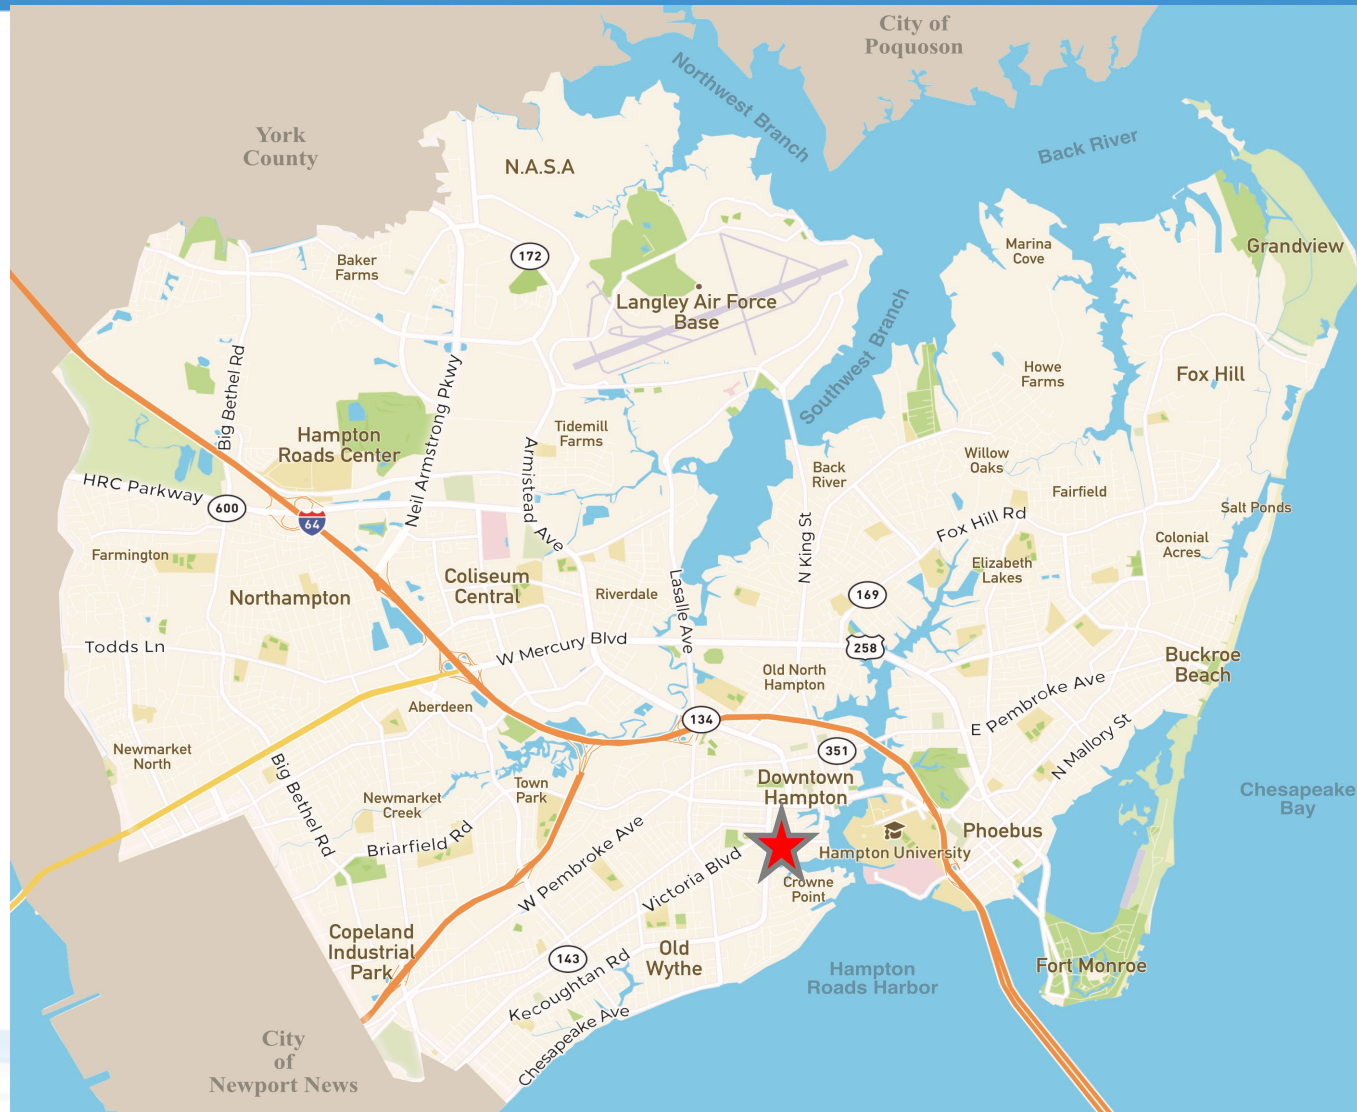 City of
Poquoson
Northwest Branch
Back River
York
County
N.A.S.A
172
Baker
Farms
Marina
Cove
Grandview
Langley Air Force
Base
Southwest Branch
Big Bethel Rd
Neil Armstrong Pkwy
Howe
Farms
Fox Hill
Hampton
Roads Center
Armistead Ave
Tidemill
Farms
Back
River
Willow
Oaks
Fairfield
HRC Parkway
600
64
N King St
Fox Hill Rd
Salt Ponds
Colonial
Acres
Farmington
Elizabeth
Lakes
Coliseum
Central
Riverdale
Lasalle Ave
169
Northampton
Todds Ln
W Mercury Blvd
258
Buckroe
Beach
Old North
Hampton
E Pembroke Ave
Aberdeen
134
N Mallory St
Newmarket
North
351
Big Bethel Rd
Town
Park
Downtown
Hampton
Chesapeake
Bay
Newmarket
Creek
Briarfield Rd
W Pembroke Ave
Victoria Blvd
Phoebus
Hampton University
Crowne
Point
Copeland
Industrial
Park
143
Old
Wythe
Kecoughtan Rd
Hampton
Roads Harbor
Fort Monroe
Chesapeake Ave
City
of
Newport News